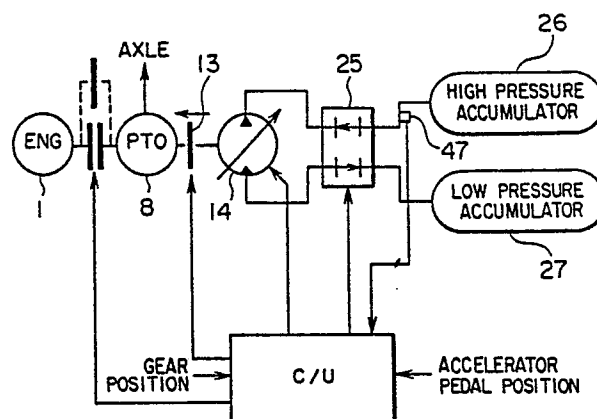 26
AXLE
13
25
HIGH PRESSURE
ACCUMULATOR
ENG
PTO
47
1
8
14
LOW PRESSURE
ACCUMULATOR
27
GEAR
POSITION
C/U
ACCELERATOR
PEDAL POSITION